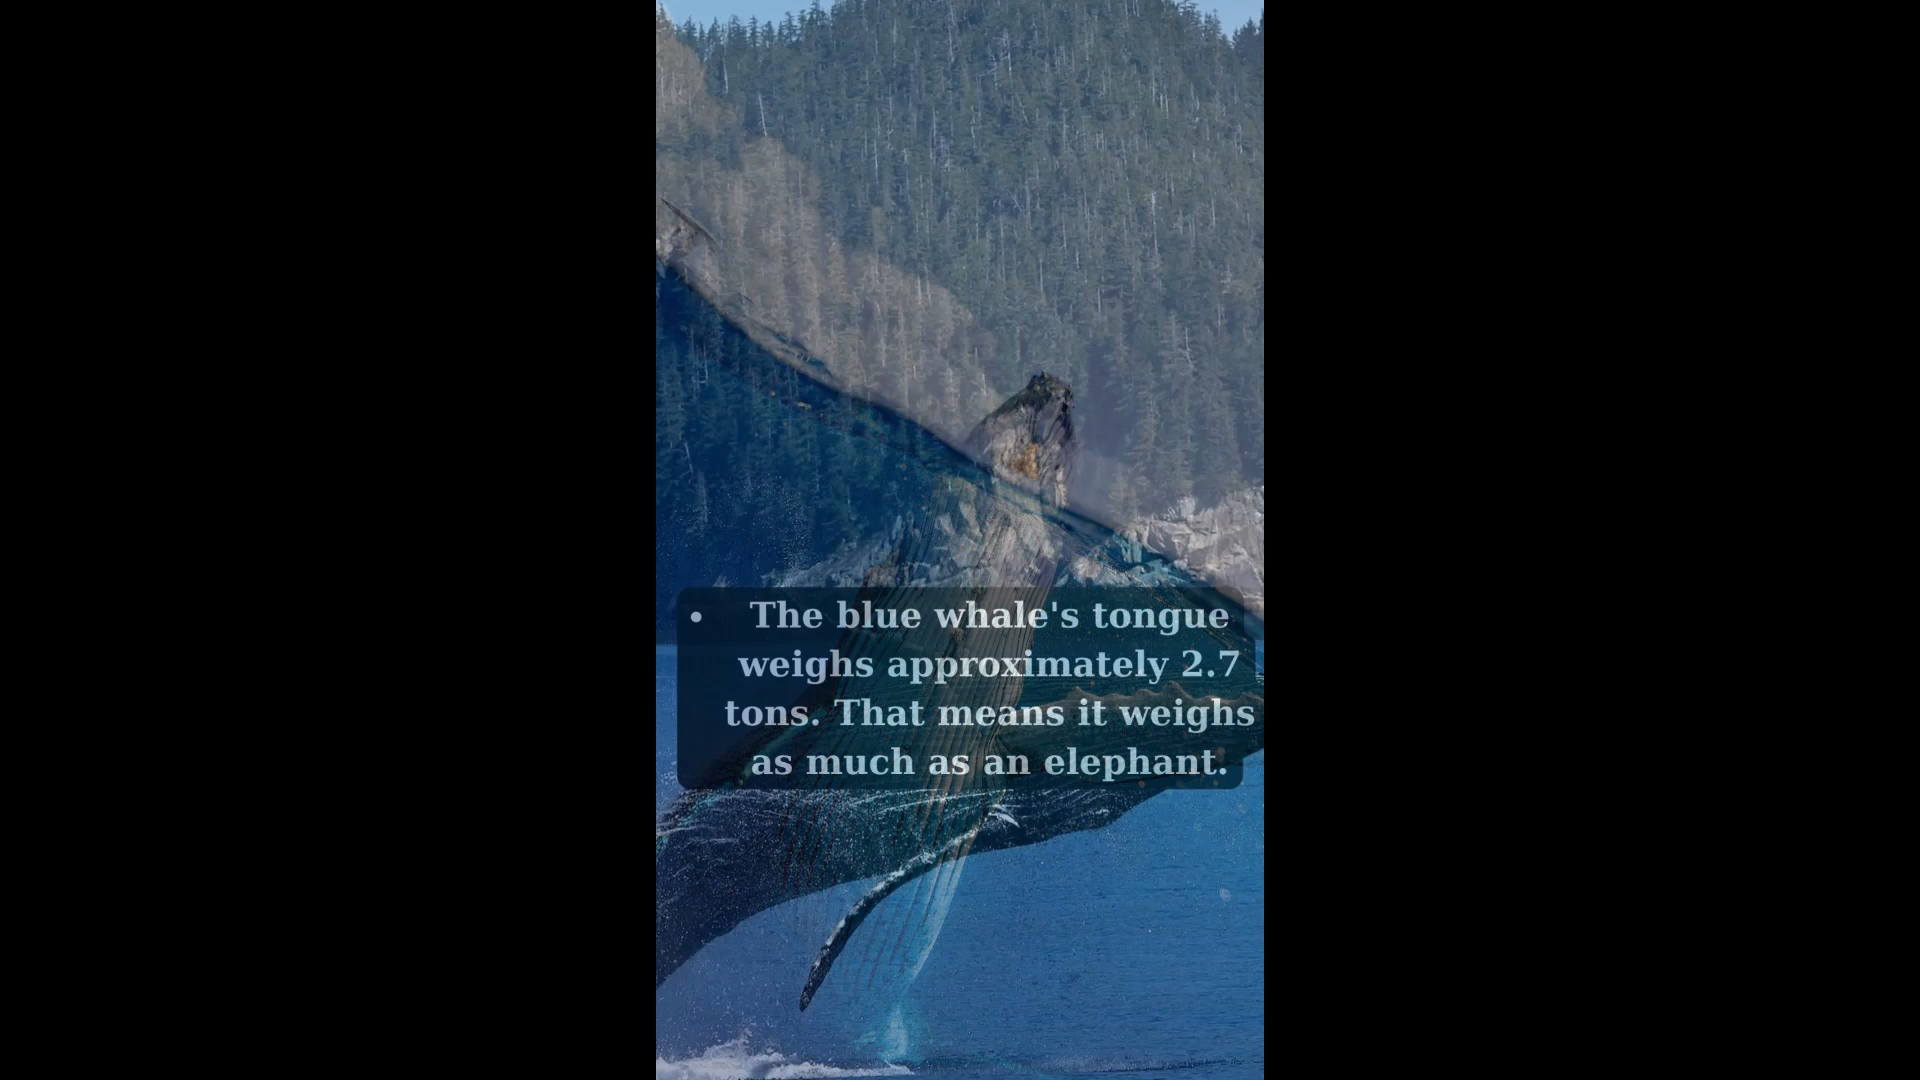 • The blue whale's tongue
weighs approximately 2.7
tons. That means it weighs
as much as an elephant.